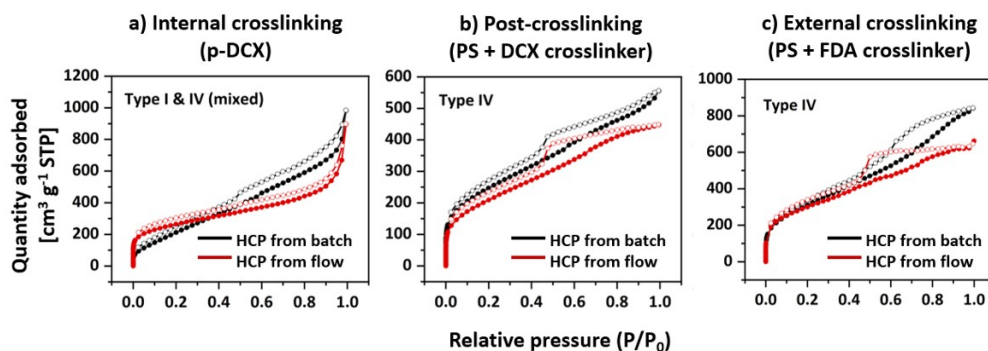 a) Internal crosslinking
(p-DCX)
b) Post-crosslinking
(PS + DCX crosslinker)
c) External crosslinking
(PS + FDA crosslinker)
Quantity adsorbed
[cm³ g⁻¹ STP]
1200
1000
800
600
400
200
0
Type I & IV (mixed)
HCP from batch
HCP from flow
0.0 0.2 0.4 0.6 0.8 1.0
600
500
400
300
200
100
0
Type IV
HCP from batch
HCP from flow
0.0 0.2 0.4 0.6 0.8 1.0
1000
800
600
400
200
0
Type IV
HCP from batch
HCP from flow
0.0 0.2 0.4 0.6 0.8 1.0
Relative pressure (P/P₀)